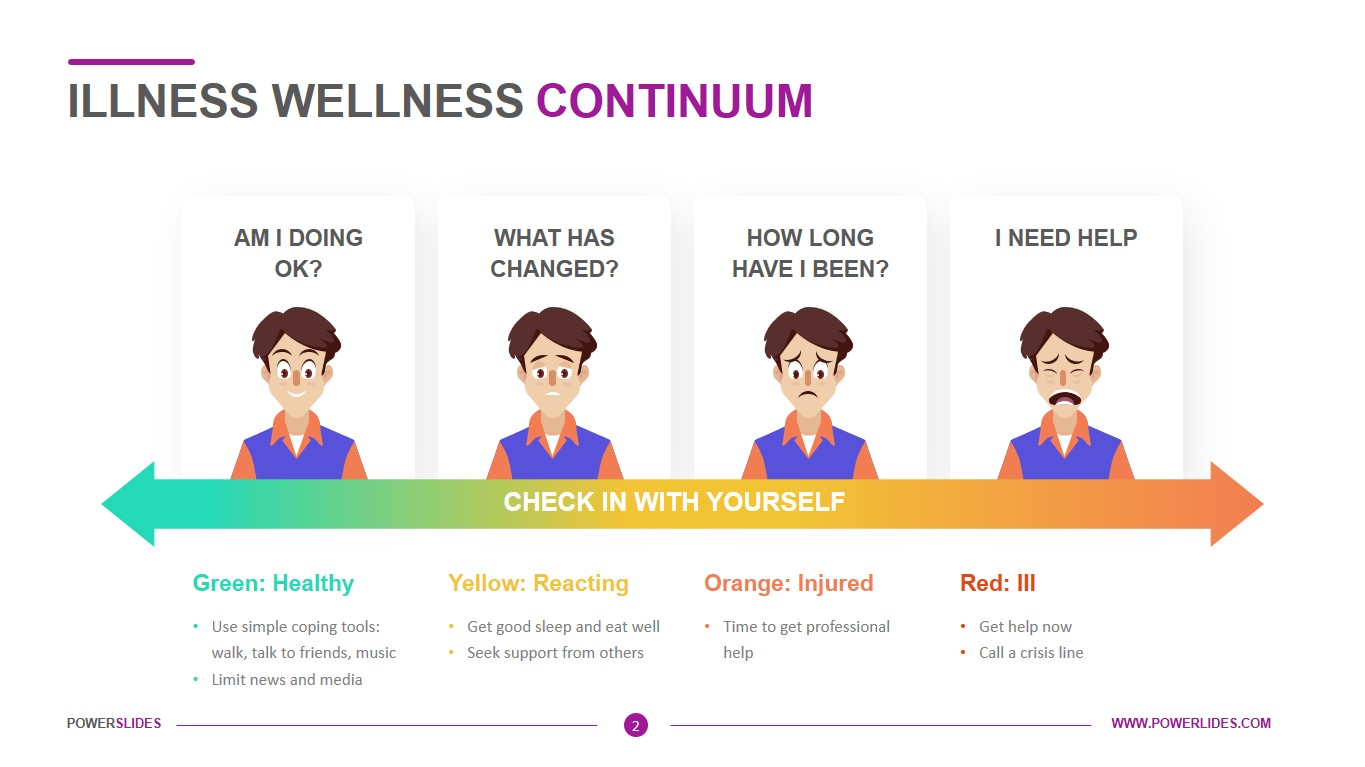 ILLNESS WELLNESS CONTINUUM
AM I DOING
OK?
WHAT HAS
CHANGED?
HOW LONG
HAVE I BEEN?
I NEED HELP
CHECK IN WITH YOURSELF
Green: Healthy
• Use simple coping tools:
walk, talk to friends, music
• Limit news and media
Yellow: Reacting
• Get good sleep and eat well
• Seek support from others
Orange: Injured
• Time to get professional
help
Red: Ill
• Get help now
• Call a crisis line
POWERSLIDES
2
WWW.POWERLIDES.COM